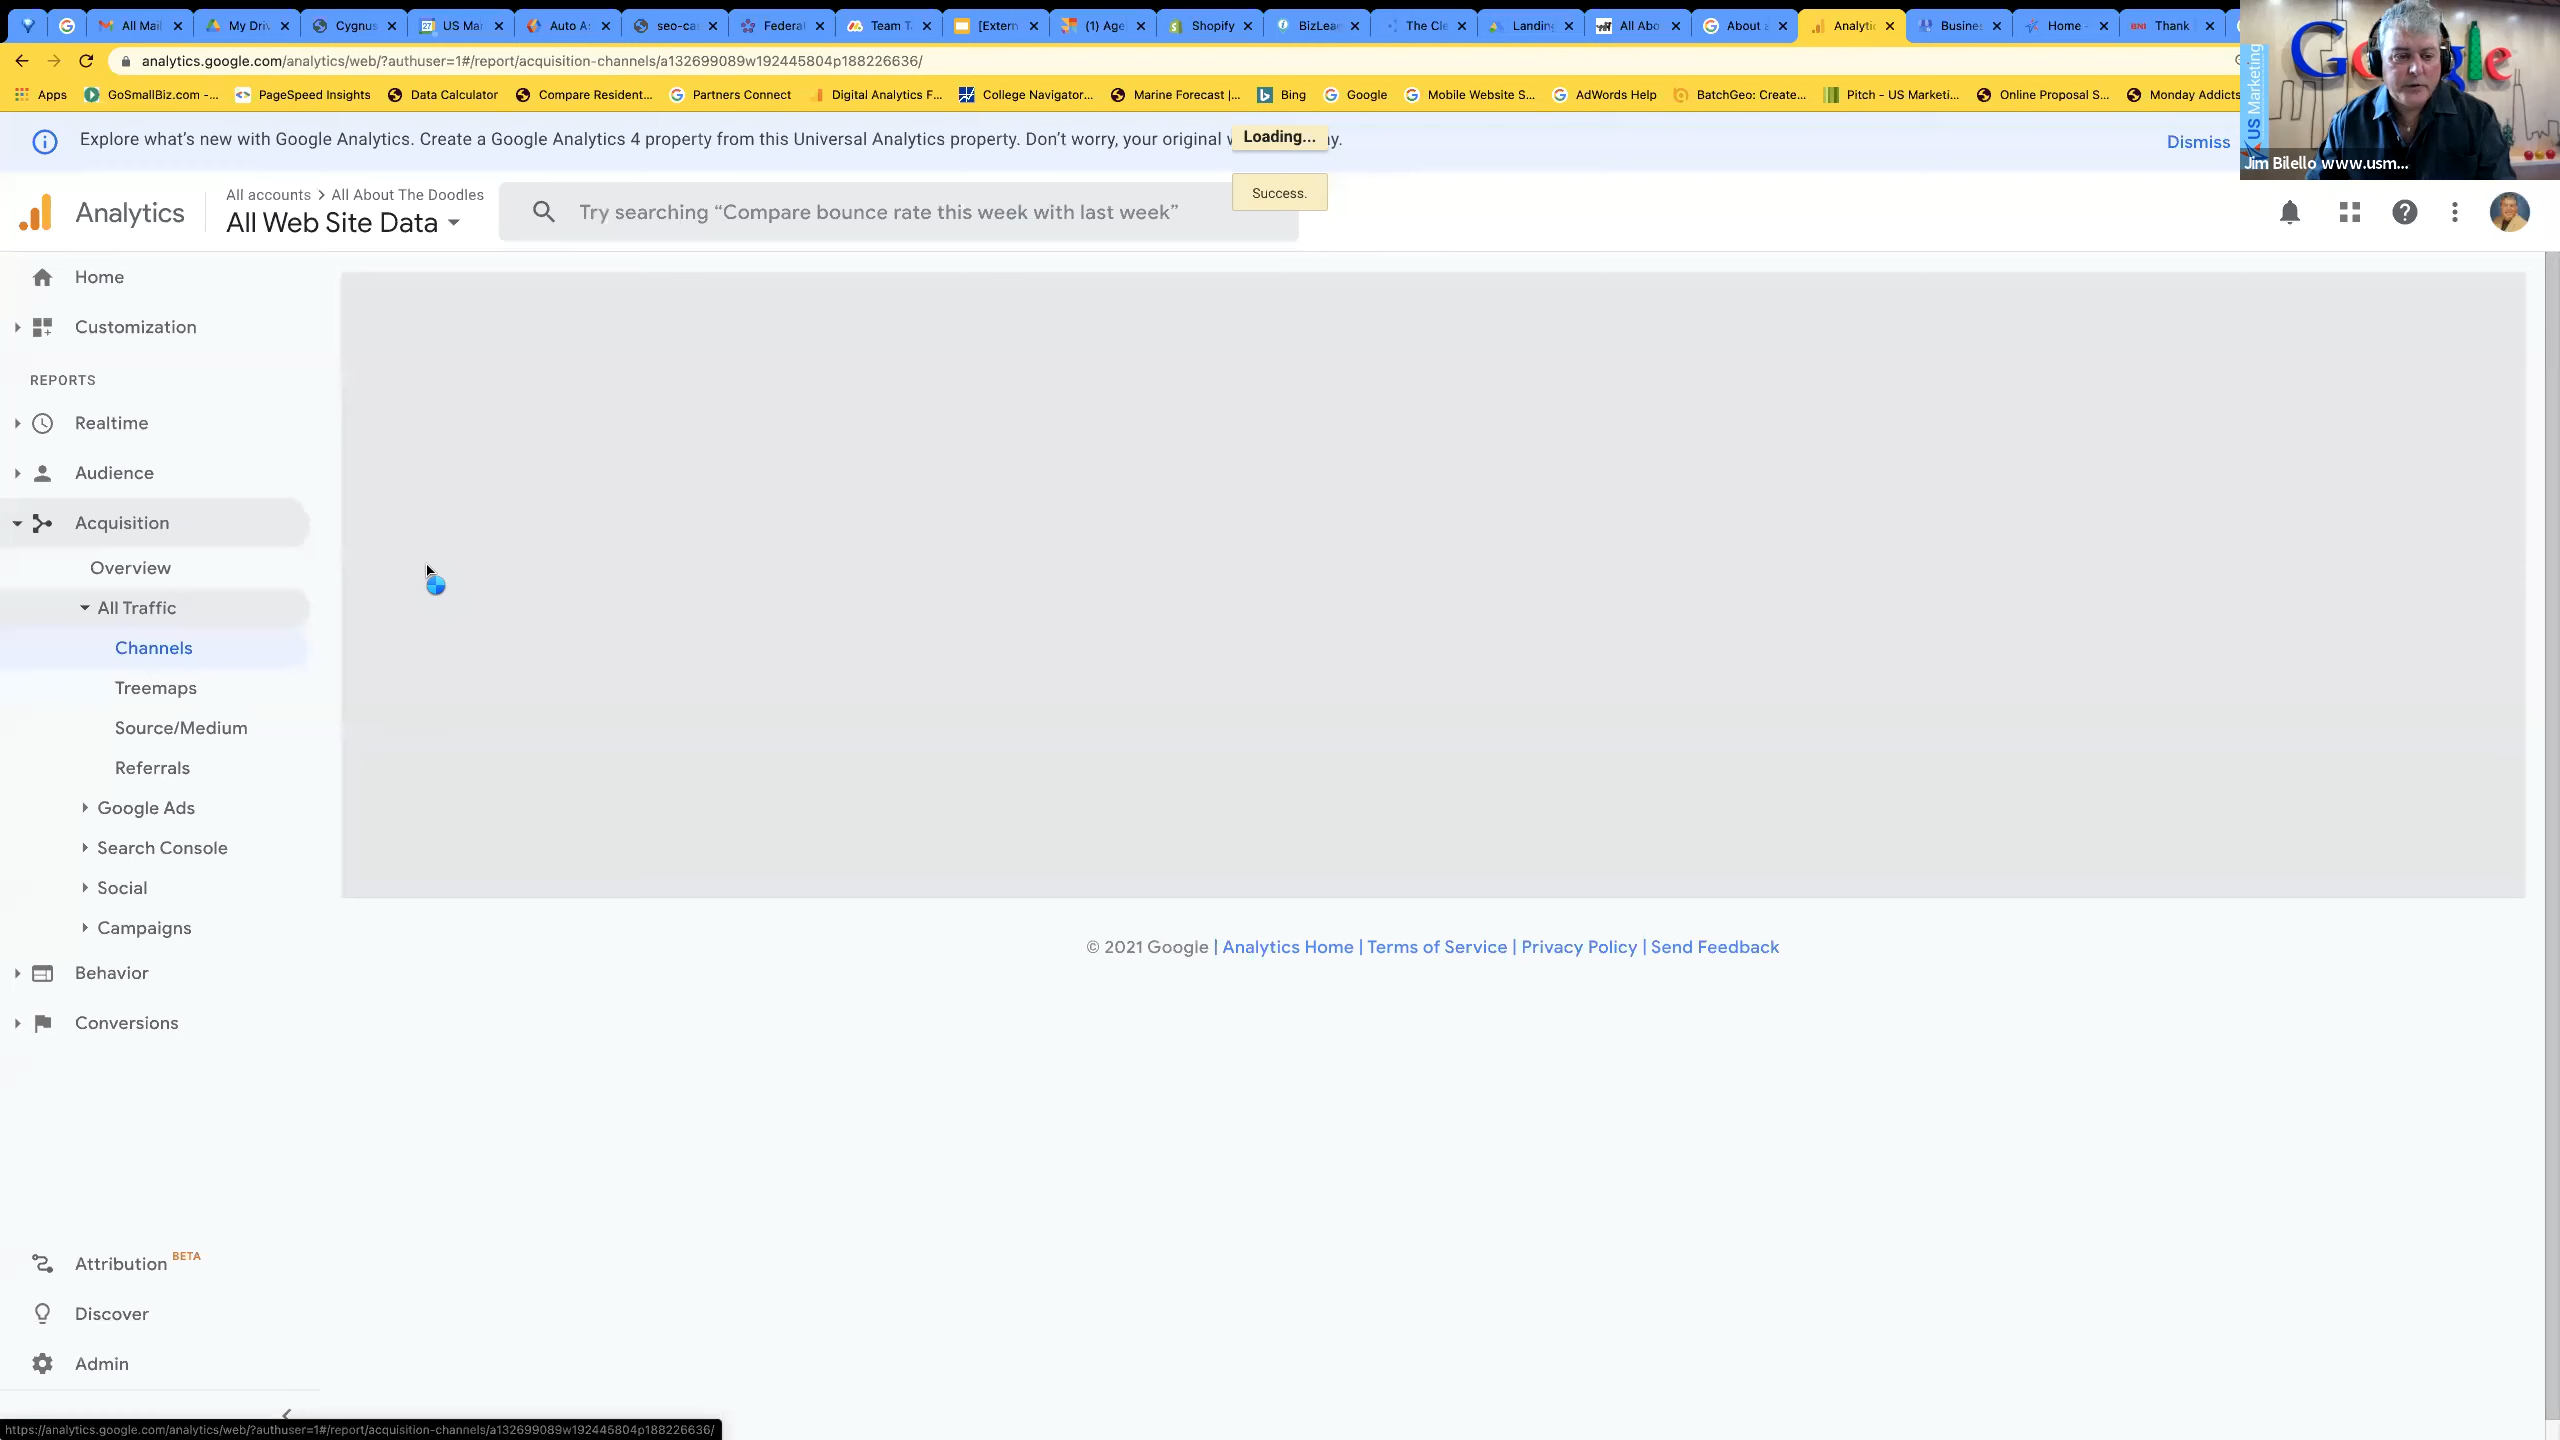 All Mail
My Driv
Cygnus
US Mar
Auto A
seo-ca
Federal
Team T
[Extern
(1) Age
Shopify
BizLea
The Cle
Landin
All Abo
About a
Analytic
Busines
Home -
BNI Thank
analytics.google.com/analytics/web/?authuser=1#/report/acquisition-channels/a132699089w192445804p188226636/
Apps
GoSmallBiz.com -...
PageSpeed Insights
Data Calculator
Compare Resident...
Partners Connect
Digital Analytics F...
College Navigator...
Marine Forecast |...
Bing
Google
Mobile Website S...
AdWords Help
BatchGeo: Create...
Pitch - US Marketi...
Online Proposal S...
Monday Addicts
US Marketing
Google
Jim Bilello www.usm...
Explore what's new with Google Analytics. Create a Google Analytics 4 property from this Universal Analytics property. Don't worry, your original
Loading...
Dismiss
Success.
Analytics
All accounts > All About The Doodles
All Web Site Data
Try searching “Compare bounce rate this week with last week”
Home
Customization
REPORTS
Realtime
Audience
Acquisition
Overview
All Traffic
Channels
Treemaps
Source/Medium
Referrals
Google Ads
Search Console
Social
Campaigns
Behavior
Conversions
© 2021 Google | Analytics Home | Terms of Service | Privacy Policy | Send Feedback
Attribution BETA
Discover
Admin
https://analytics.google.com/analytics/web/?authuser=1#/report/acquisition-channels/a132699089w192445804p188226636/